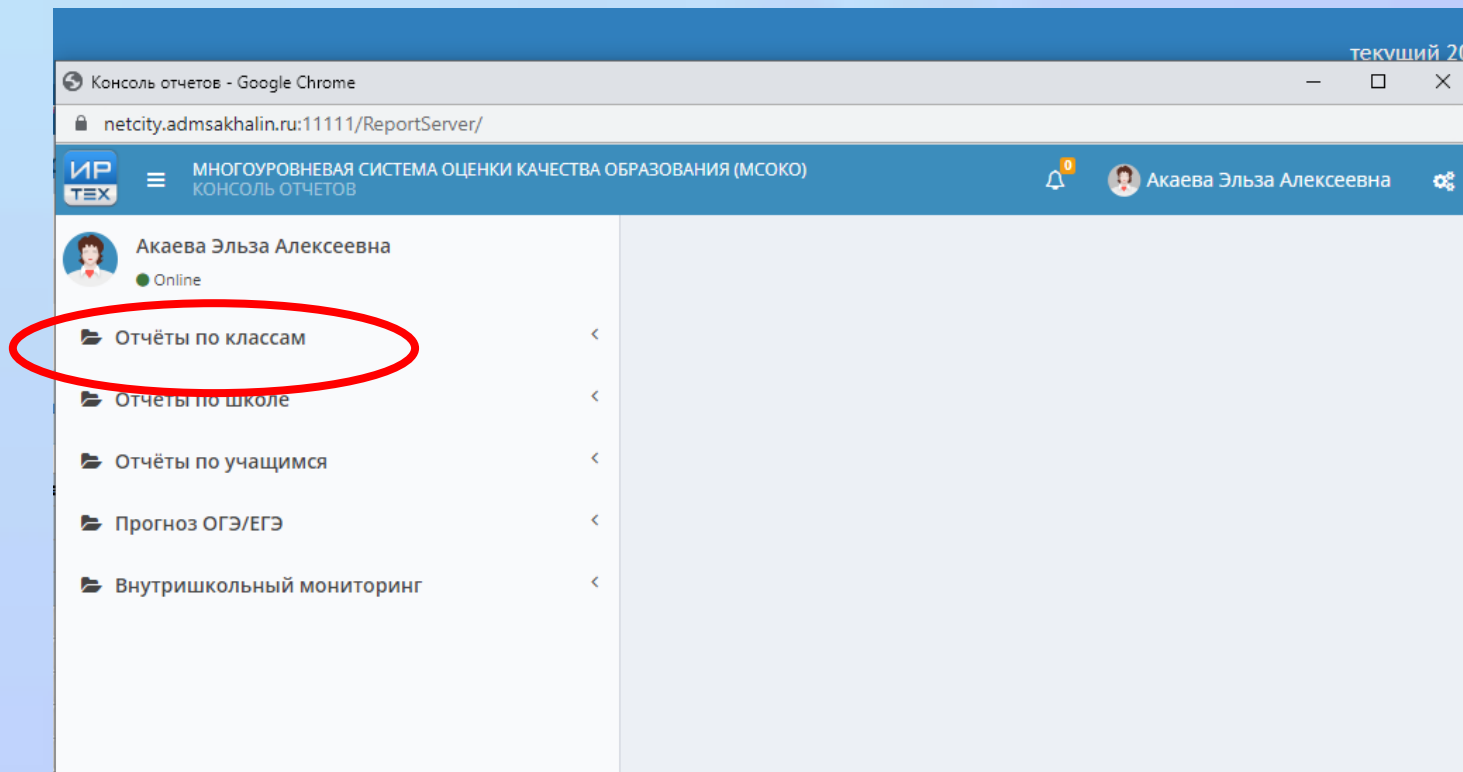 текущий 20
Консоль отчетов - Google Chrome
netcity.admsakhalin.ru:11111/ReportServer/
ИР
ТЕХ
МНОГОУРОВНЕВАЯ СИСТЕМА ОЦЕНКИ КАЧЕСТВА ОБРАЗОВАНИЯ (МСОКО)
КОНСОЛЬ ОТЧЕТОВ
0
Акаева Эльза Алексеевна
Акаева Эльза Алексеевна
Online
Отчёты по классам
Отчёты по школе
Отчёты по учащимся
Прогноз ОГЭ/ЕГЭ
Внутришкольный мониторинг